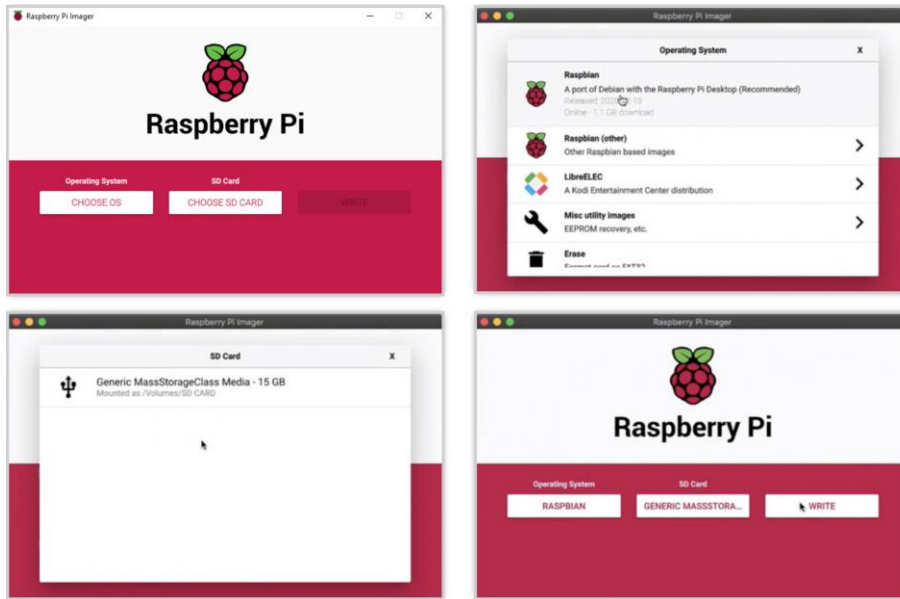 Raspberry Pi Imager
Raspberry Pi
Operating System
SD Card
CHOOSE OS
CHOOSE SD CARD
WRITE
Raspberry Pi Imager
Operating System
X
Raspbian
A port of Debian with the Raspberry Pi Desktop (Recommended)
Online - 1.1 GB download
Raspbian (other)
Other Raspbian based images
LibreELEC
A Kodi Entertainment Center distribution
Misc utility images
EEPROM recovery, etc.
Erase
Format card as FAT32
Raspberry Pi Imager
SD Card
X
Generic MassStorageClass Media - 15 GB
Mounted as /Volumes/SD CARD
Raspberry Pi Imager
Raspberry Pi
Operating System
SD Card
RASPBIAN
GENERIC MASSSTORA...
WRITE